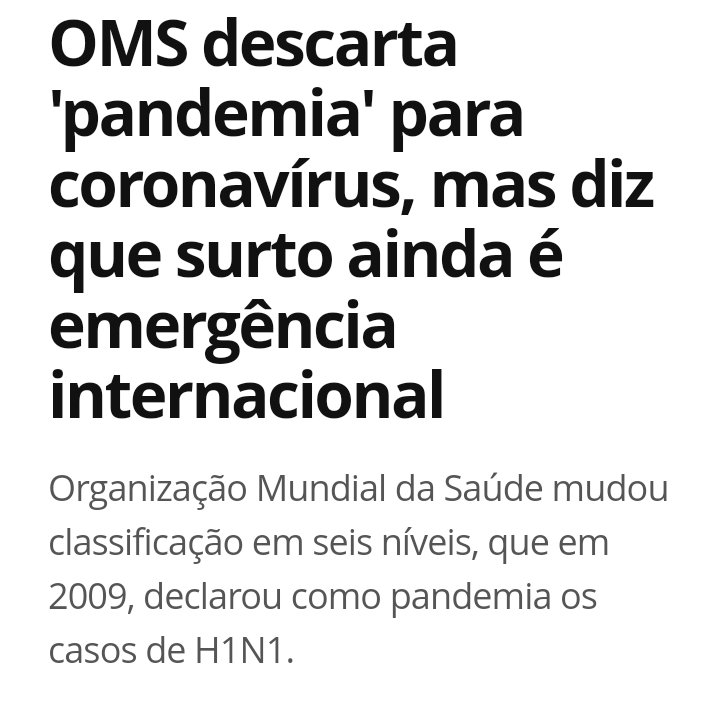 OMS descarta
'pandemia' para
coronavírus, mas diz
que surto ainda é
emergência
internacional
Organização Mundial da Saúde mudou
classificação em seis níveis, que em
2009, declarou como pandemia os
casos de H1N1.